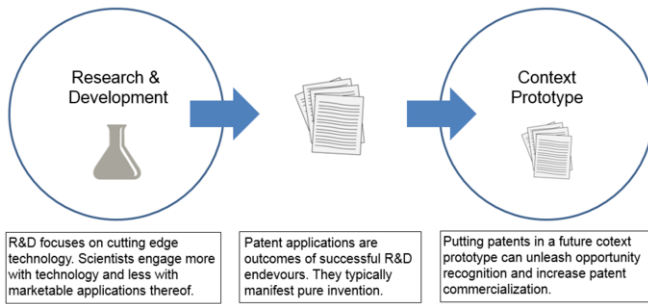 Research &
Development
Context
Prototype
R&D focuses on cutting edge
technology. Scientists engage more
with technology and less with
marketable applications thereof.
Patent applications are
outcomes of successful R&D
endevours. They typically
manifest pure invention.
Putting patents in a future cotext
prototype can unleash opportunity
recognition and increase patent
commercialization.